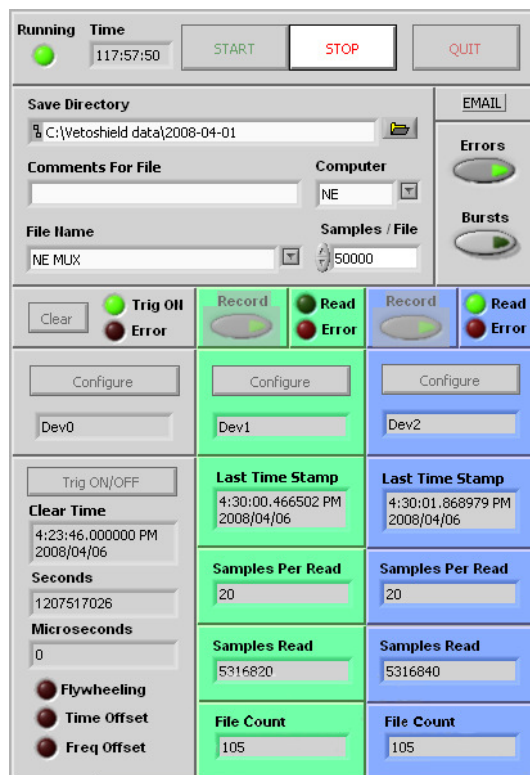 Running Time
117:57:50 START STOP QUIT
Save Directory EMAIL
C:\Vetoshield data\2008-04-01
Errors
Comments For File Computer
NE
Bursts
File Name Samples / File
NE MUX 50000
Clear Trig ON Record Read Record Read
Error Error Error
Configure Configure Configure
Dev0 Dev1 Dev2
Trig ON/OFF Last Time Stamp Last Time Stamp
Clear Time 4:30:00.466502 PM 4:30:01.868979 PM
2008/04/06 2008/04/06
4:23:46.000000 PM
2008/04/06
Seconds Samples Per Read Samples Per Read
1207517026 20 20
Microseconds
0 Samples Read Samples Read
5316820 5316840
Flywheeling
Time Offset File Count File Count
Freq Offset 105 105